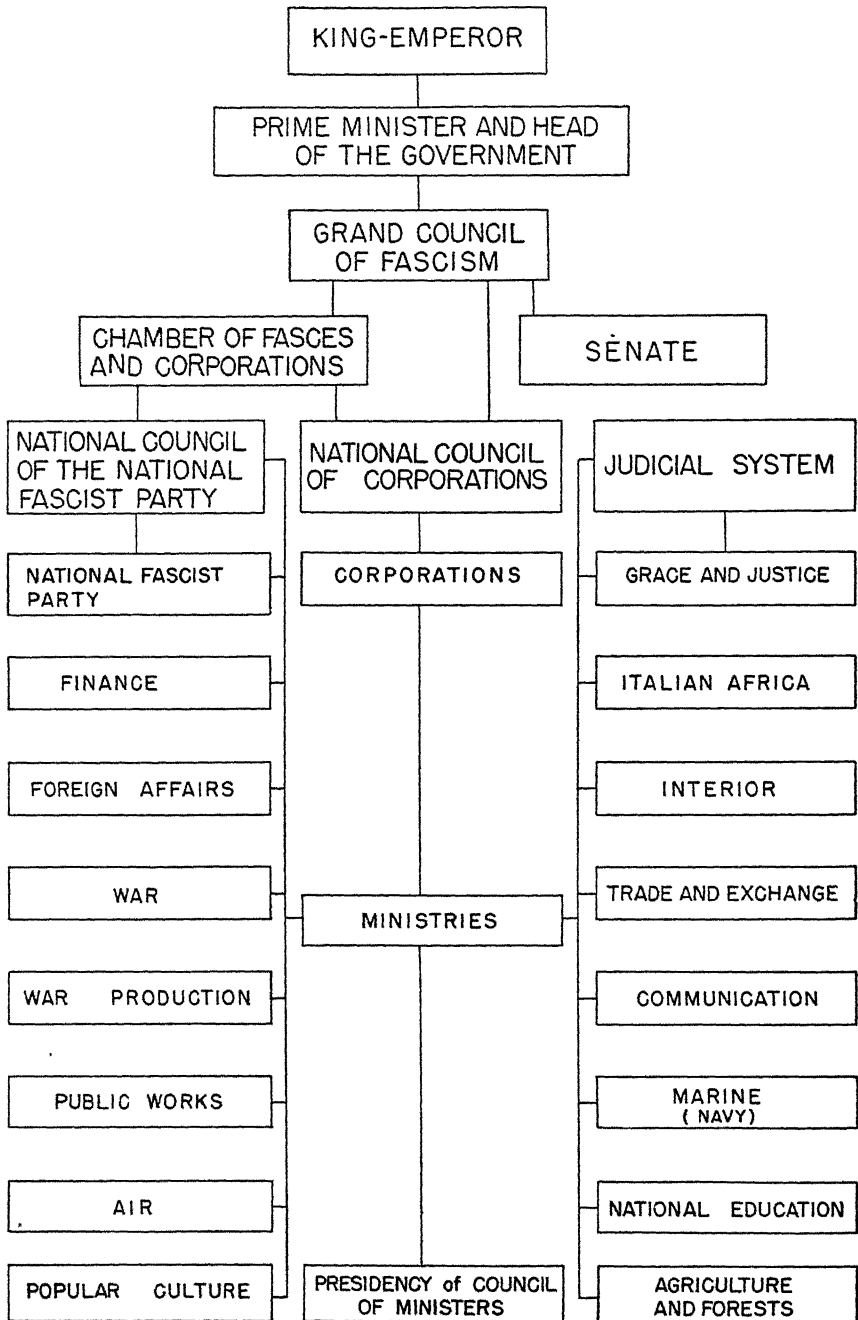 KING-EMPEROR
PRIME MINISTER AND HEAD
OF THE GOVERNMENT
GRAND COUNCIL
OF FASCISM
CHAMBER OF FASCES
AND CORPORATIONS
SĖNATE
NATIONAL COUNCIL
OF THE NATIONAL
FASCIST PARTY
NATIONAL COUNCIL
OF CORPORATIONS
JUDICIAL SYSTEM
NATIONAL FASCIST
PARTY
CORPORATIONS
GRACE AND JUSTICE
FINANCE
ITALIAN AFRICA
FOREIGN AFFAIRS
INTERIOR
WAR
MINISTRIES
TRADE AND EXCHANGE
WAR PRODUCTION
COMMUNICATION
PUBLIC WORKS
MARINE
(NAVY)
AIR
NATIONAL EDUCATION
POPULAR CULTURE
PRESIDENCY of COUNCIL
OF MINISTERS
AGRICULTURE
AND FORESTS